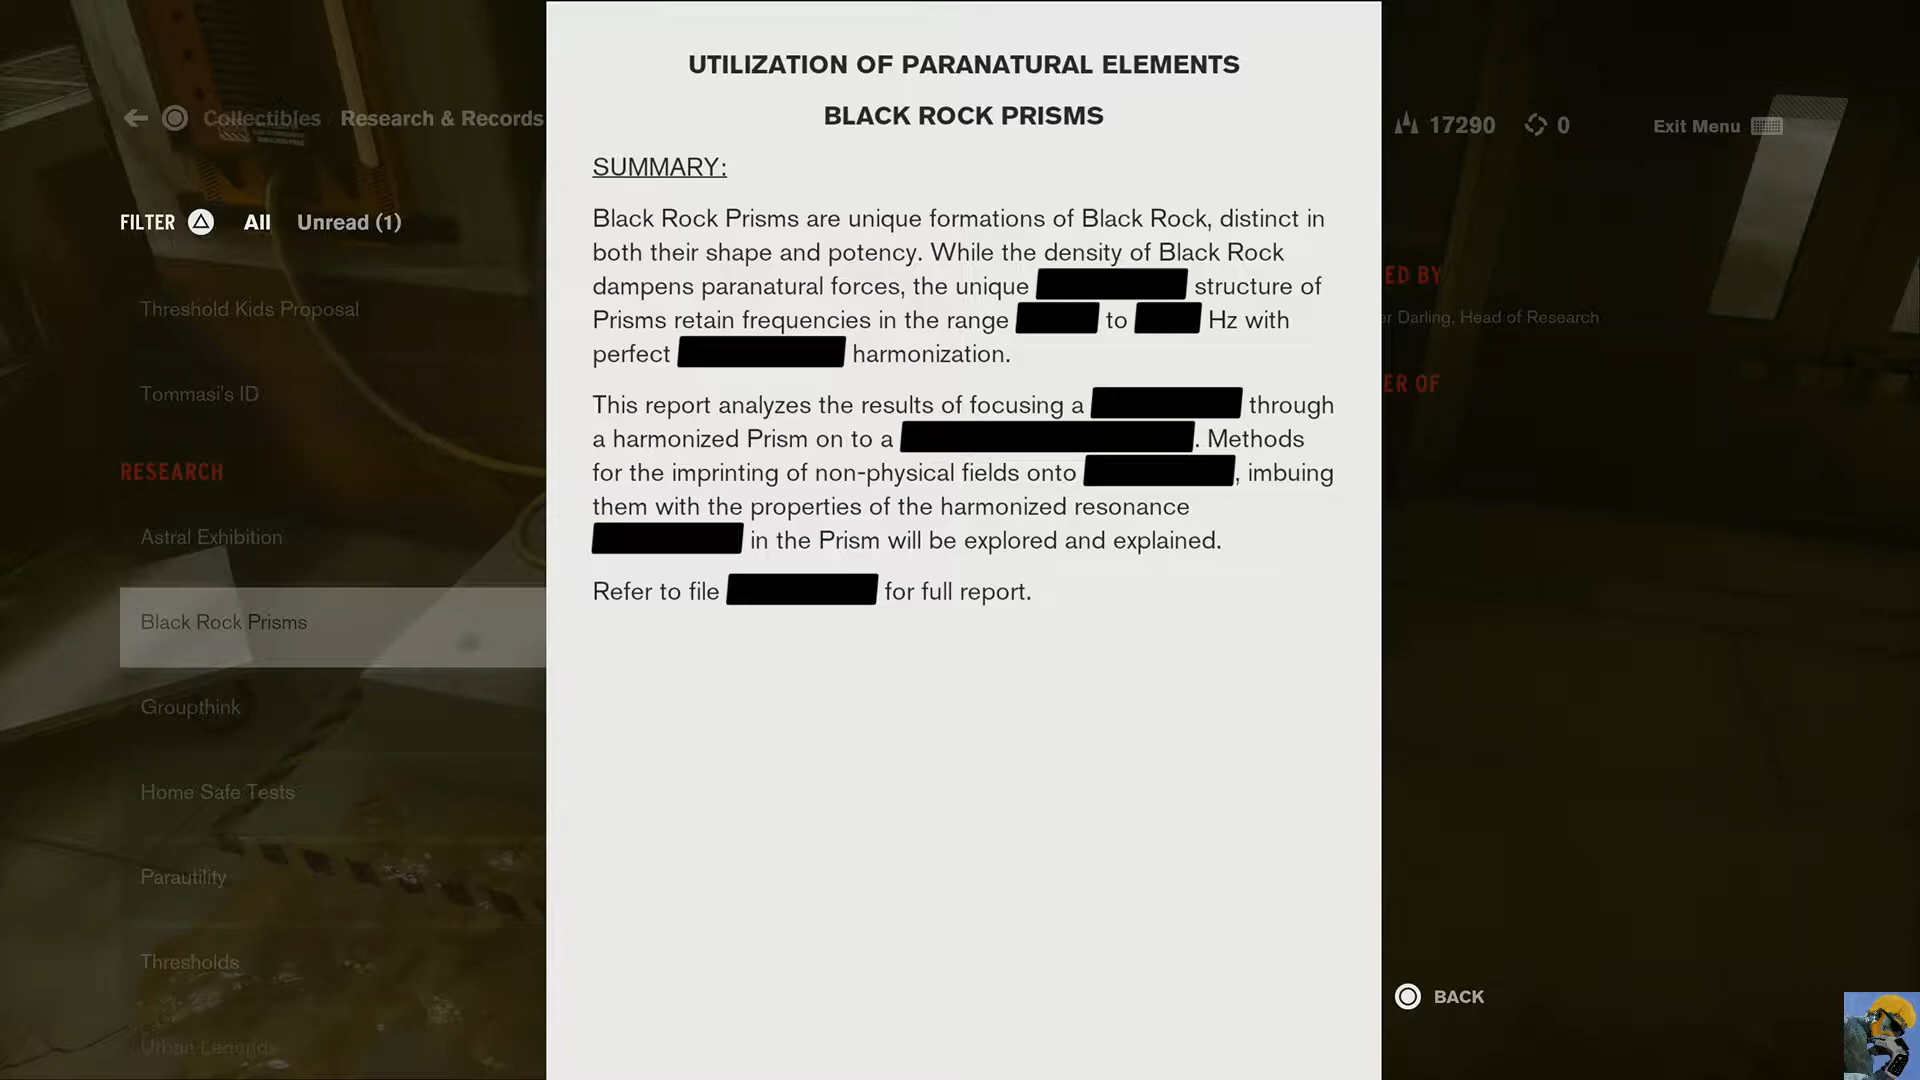 UTILIZATION OF PARANATURAL ELEMENTS
BLACK ROCK PRISMS
SUMMARY:
Black Rock Prisms are unique formations of Black Rock, distinct in
both their shape and potency. While the density of Black Rock
dampens paranatural forces, the unique structure of
Prisms retain frequencies in the range to Hz with
perfect harmonization.
This report analyzes the results of focusing a through
a harmonized Prism on to a . Methods
for the imprinting of non-physical fields onto , imbuing
them with the properties of the harmonized resonance
in the Prism will be explored and explained.
Refer to file for full report.
Collectibles / Research & Records
FILTER All Unread (1)
Threshold Kids Proposal
Tommasi's ID
RESEARCH
Astral Exhibition
Black Rock Prisms
Groupthink
Home Safe Tests
Parautility
Thresholds
Urban Legends
17290 0 Exit Menu
ED BY
er Darling, Head of Research
ER OF
BACK